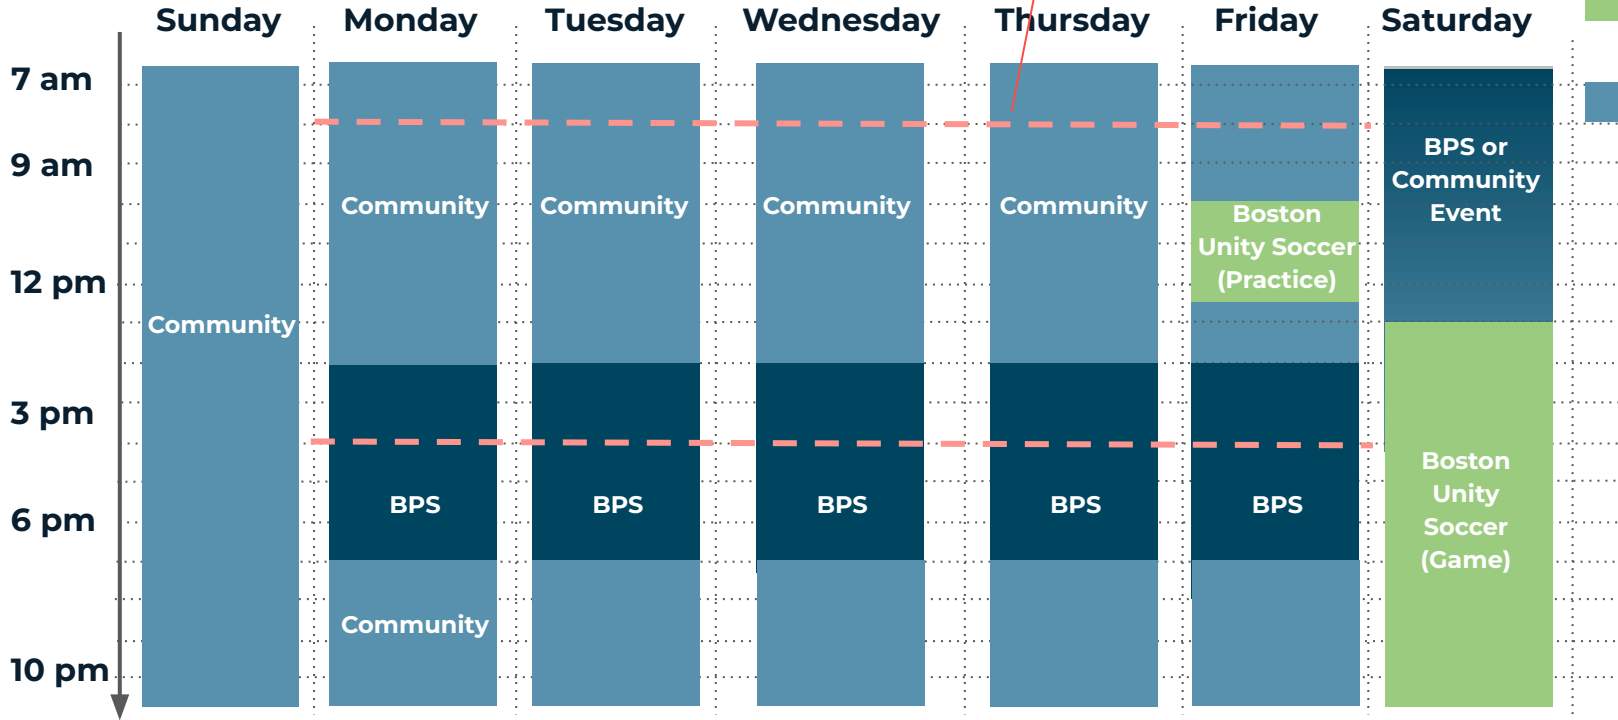 Sunday
Monday
Tuesday
Wednesday
Thursday
Friday
Saturday
7 am
9 am
12 pm
3 pm
6 pm
10 pm
Community
Community
BPS
Community
Community
BPS
Community
BPS
Community
BPS
Boston
Unity Soccer
(Practice)
BPS
BPS or
Community
Event
Boston
Unity
Soccer
(Game)